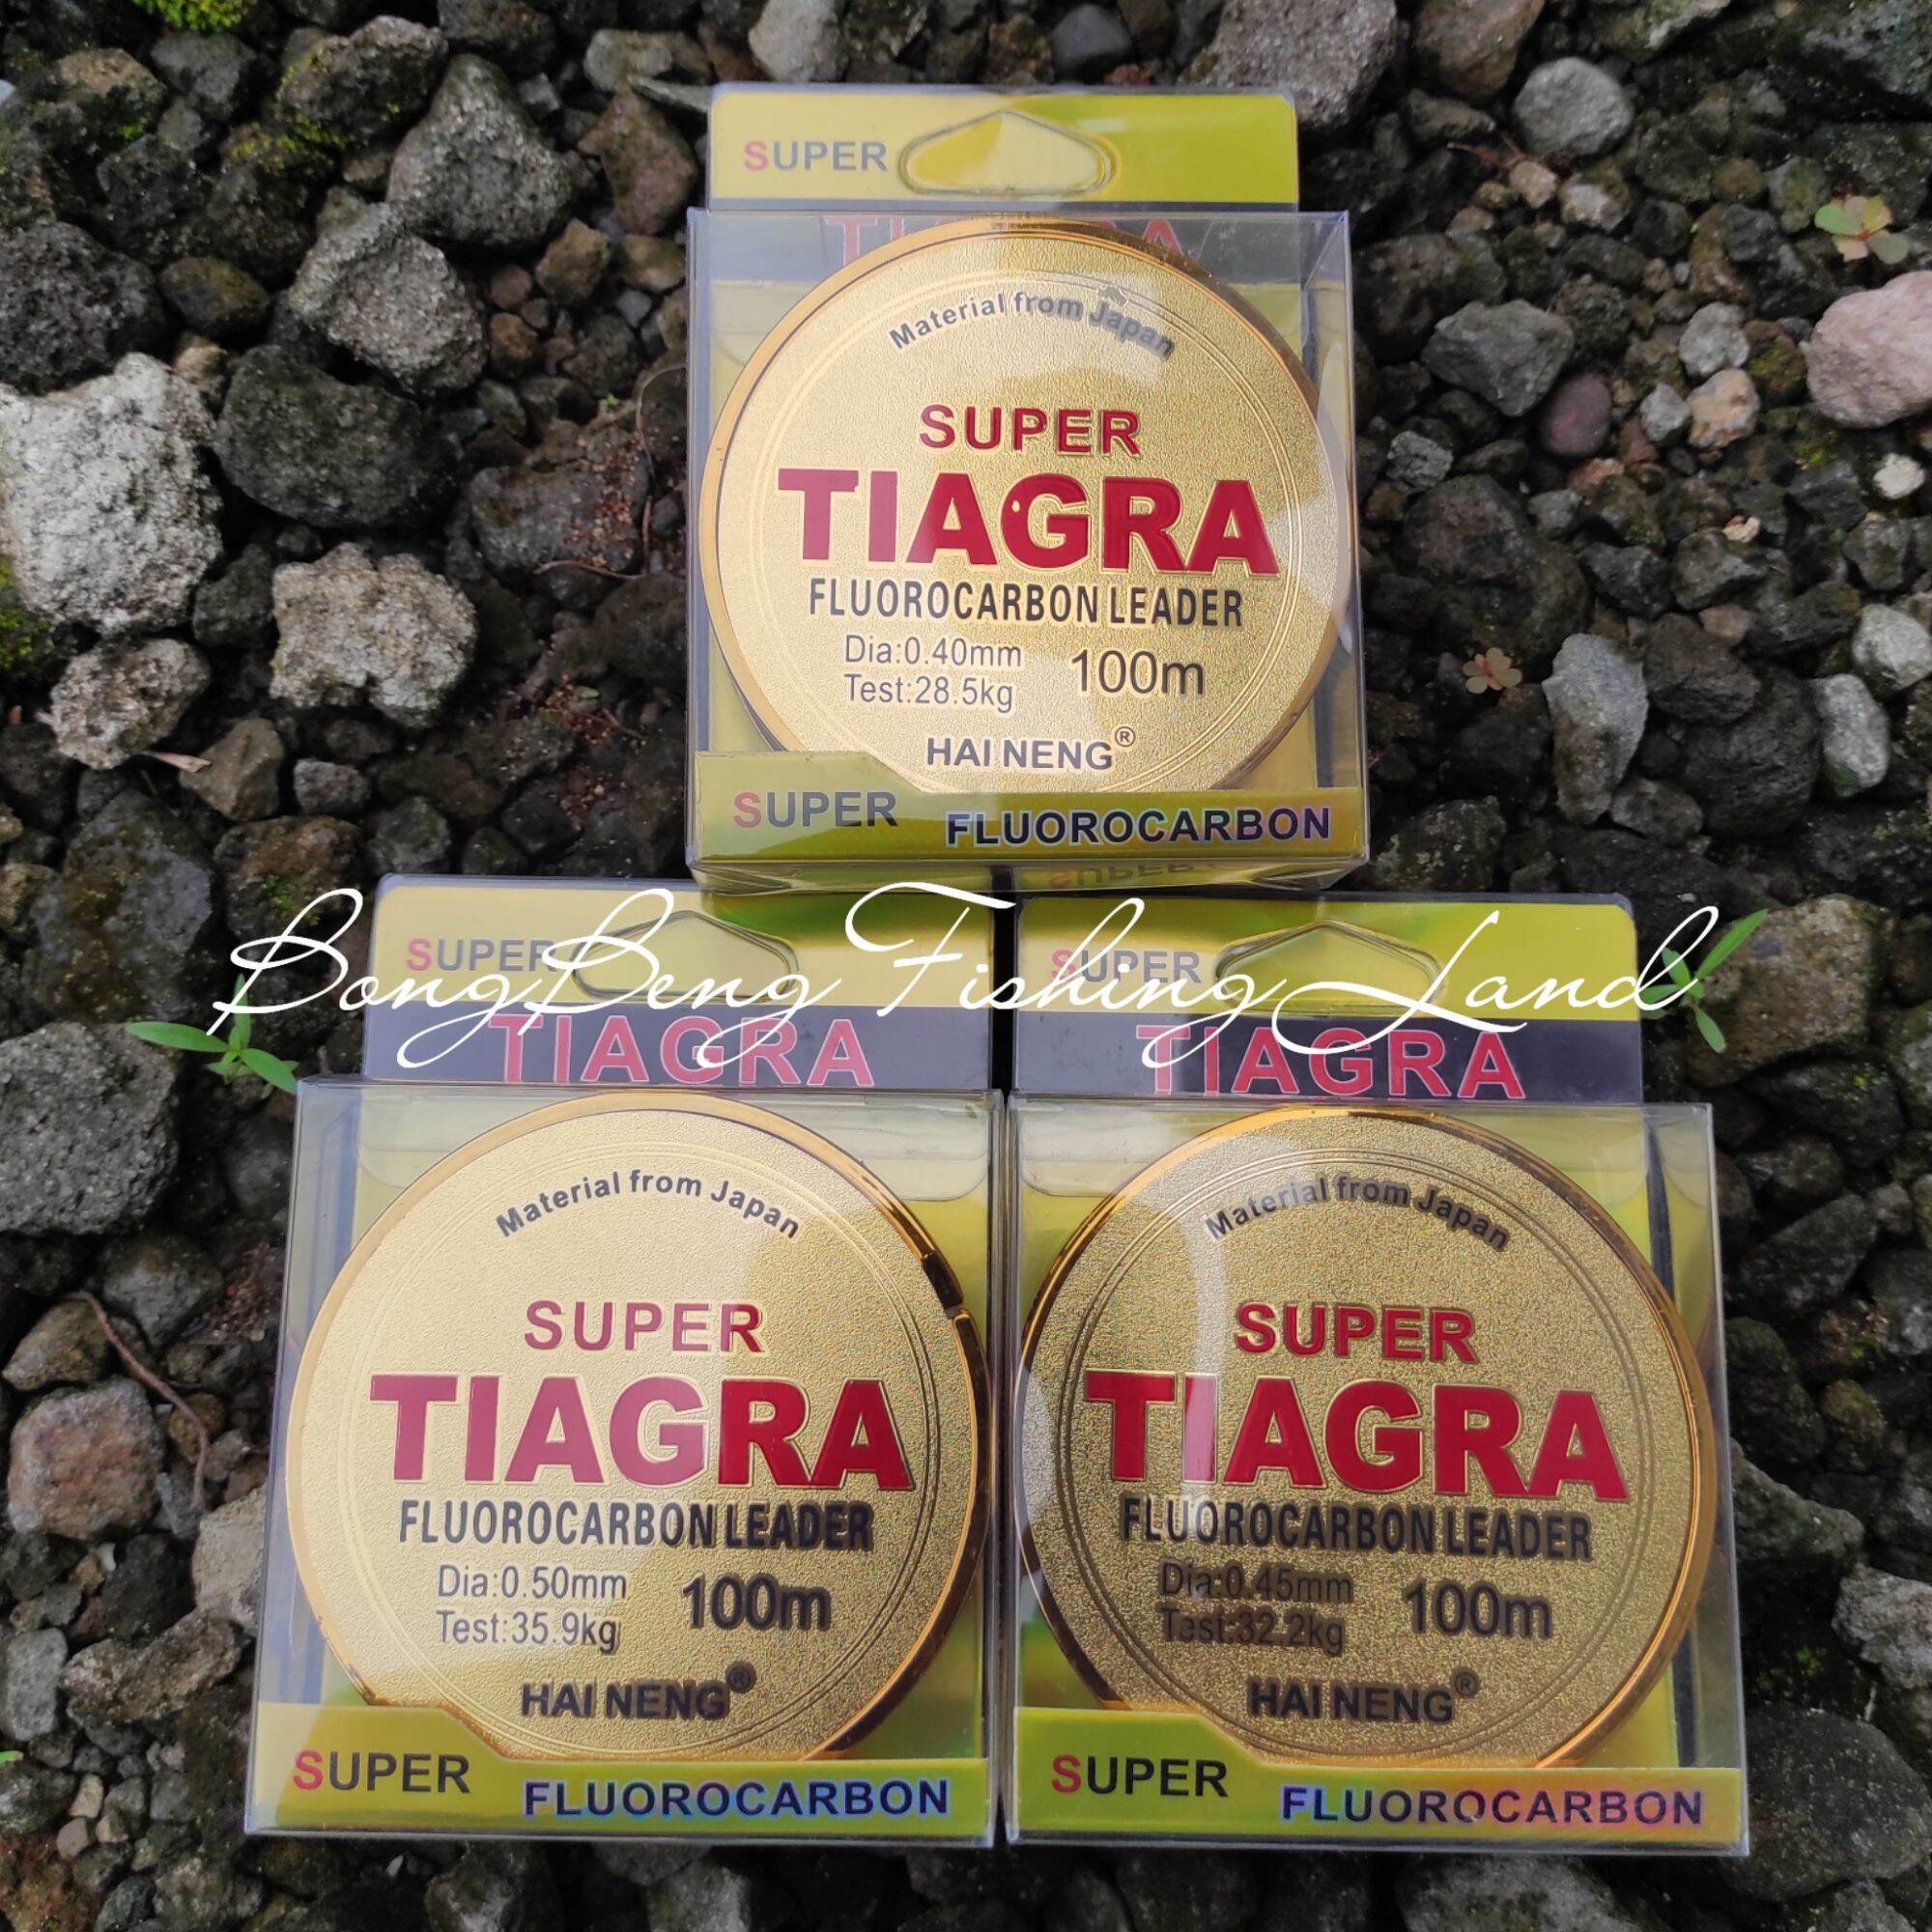 SUPER
TIAGRA
Material from Japan
SUPER
TIAGRA
FLUOROCARBON LEADER
Dia:0.40mm
Test:28.5kg
100m
HAI NENG®
SUPER
FLUOROCARBON
SUPER
BongBeng Fishing Land
SUPER
TIAGRA
Material from Japan
SUPER
TIAGRA
FLUOROCARBON LEADER
Dia:0.50mm
Test:35.9kg
100m
HAI NENG®
SUPER
FLUOROCARBON
SUPER
TIAGRA
Material from Japan
SUPER
TIAGRA
FLUOROCARBON LEADER
Dia:0.45mm
Test:32.2kg
100m
HAI NENG®
SUPER
FLUOROCARBON